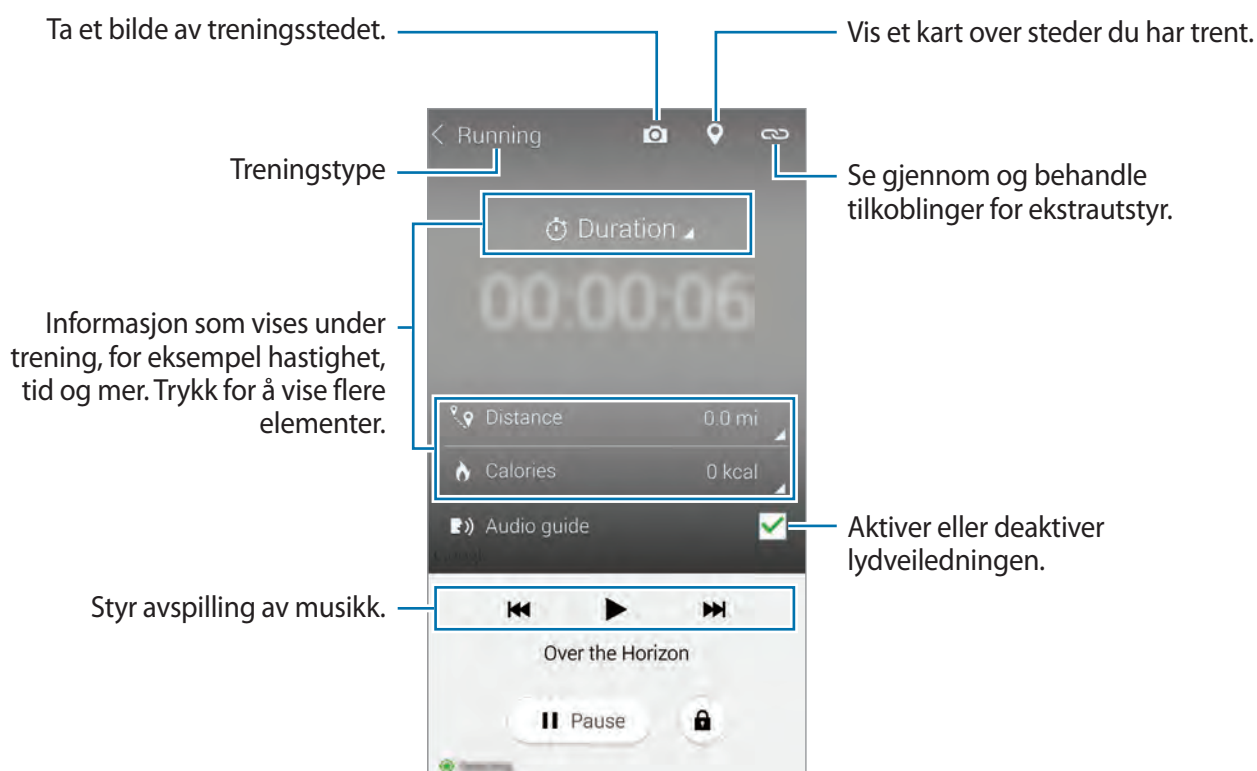 Ta et bilde av treningsstedet.
Vis et kart over steder du har trent.
Running
Treningstype
Se gjennom og behandle
tilkoblinger for ekstrautstyr.
Duration
00:00:06
Informasjon som vises under
trening, for eksempel hastighet,
tid og mer. Trykk for å vise flere
elementer.
Distance 0.0 mi
Calories 0 kcal
Audio guide
Aktiver eller deaktiver
lydveiledningen.
Styr avspilling av musikk.
Over the Horizon
Pause